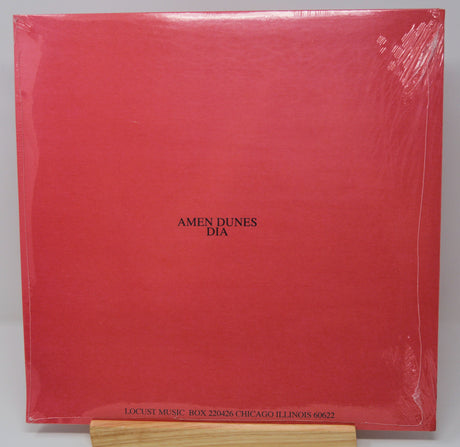 AMEN DUNES
DIA
LOCUST MUSIC BOX 220426 CHICAGO ILLINOIS 60622